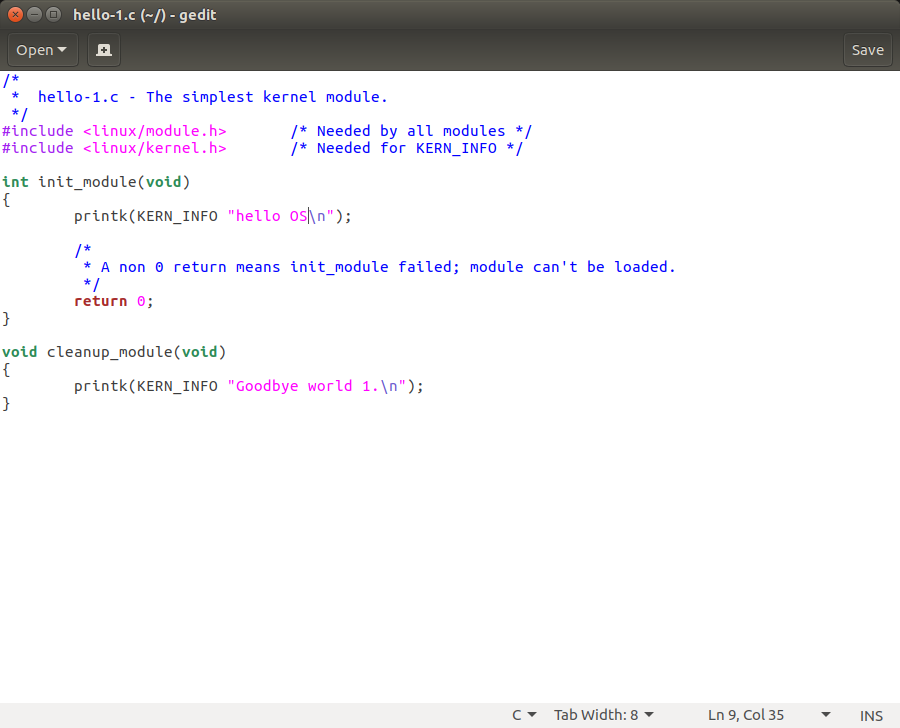 hello-1.c (~/) - gedit
Open
Save
/*
 *  hello-1.c - The simplest kernel module.
 */
#include <linux/module.h>       /* Needed by all modules */
#include <linux/kernel.h>       /* Needed for KERN_INFO */
int init_module(void)
{
        printk(KERN_INFO "hello OS\n");
        /*
         * A non 0 return means init_module failed; module can't be loaded.
         */
        return 0;
}
void cleanup_module(void)
{
        printk(KERN_INFO "Goodbye world 1.\n");
}
C Tab Width: 8 Ln 9, Col 35 INS